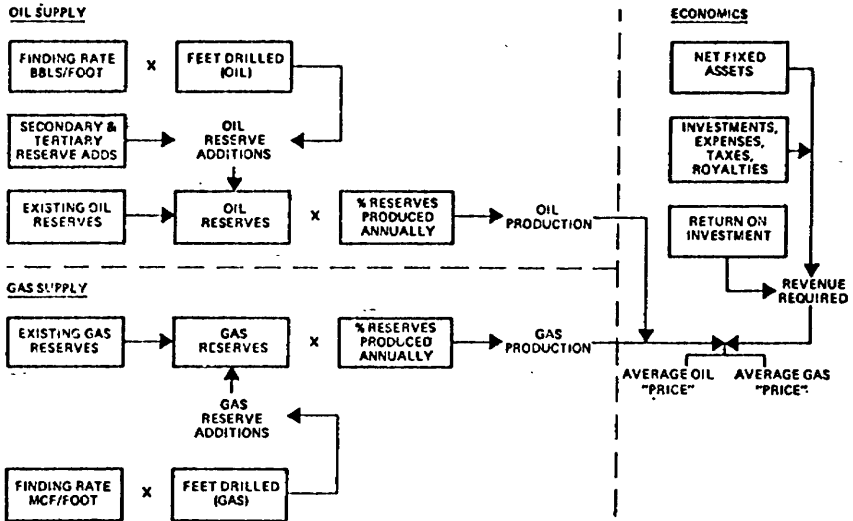 OIL SUPPLY
FINDING RATE
BBLS/FOOT
X
FEET DRILLED
(OIL)
SECONDARY &
TERTIARY
RESERVE ADDS
OIL
RESERVE
ADDITIONS
EXISTING OIL
RESERVES
OIL
RESERVES
X
% RESERVES
PRODUCED
ANNUALLY
OIL
PRODUCTION
GAS SUPPLY
EXISTING GAS
RESERVES
GAS
RESERVES
X
% RESERVES
PRODUCED
ANNUALLY
GAS
PRODUCTION
GAS
RESERVE
ADDITIONS
FINDING RATE
MCF/FOOT
X
FEET DRILLED
(GAS)
ECONOMICS
NET FIXED
ASSETS
INVESTMENTS,
EXPENSES,
TAXES,
ROYALTIES
RETURN ON
INVESTMENT
REVENUE
REQUIRED
AVERAGE OIL
"PRICE"
AVERAGE GAS
"PRICE"